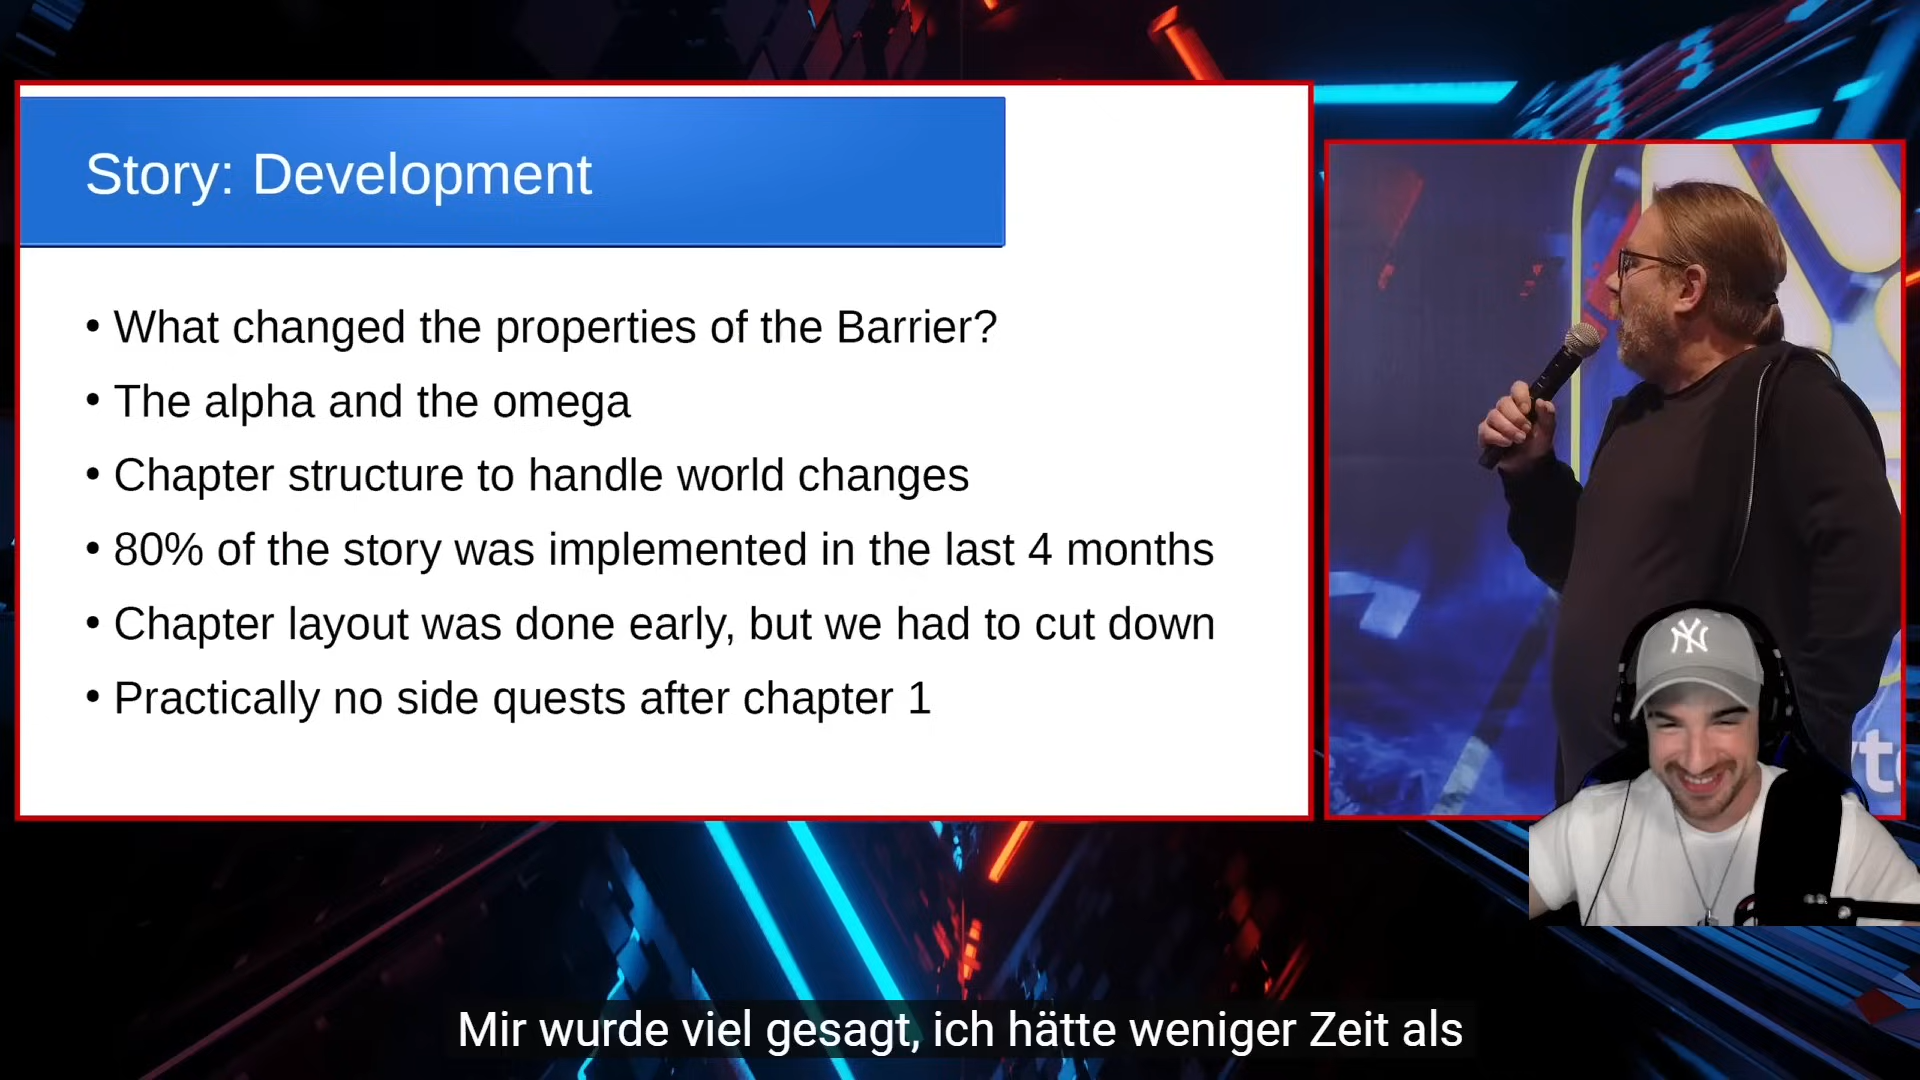 Story: Development
• What changed the properties of the Barrier?
• The alpha and the omega
• Chapter structure to handle world changes
• 80% of the story was implemented in the last 4 months
• Chapter layout was done early, but we had to cut down
• Practically no side quests after chapter 1
NY
Mir wurde viel gesagt, ich hätte weniger Zeit als